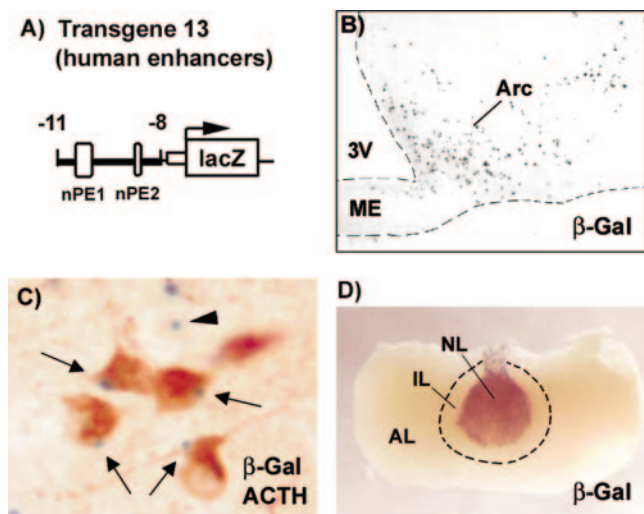 A) Transgene 13
(human enhancers)
-11
-8
lacZ
nPE1
nPE2
B)
Arc
3V
ME
β-Gal
C)
β-Gal
ACTH
D)
NL
IL
AL
β-Gal